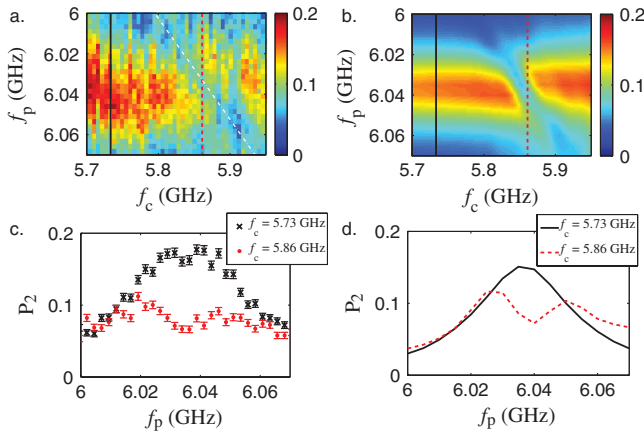 a.
6
6.02
6.04
6.06
f_p (GHz)
5.7
5.8
5.9
f_c (GHz)
0.2
0.1
0
b.
6
6.02
6.04
6.06
f_p (GHz)
5.7
5.8
5.9
f_c (GHz)
0.2
0.1
0
c.
f_c = 5.73 GHz
f_c = 5.86 GHz
0.2
0.1
0
P_2
6
6.02
6.04
6.06
f_p (GHz)
d.
f_c = 5.73 GHz
f_c = 5.86 GHz
0.2
0.1
0
P_2
6
6.02
6.04
6.06
f_p (GHz)